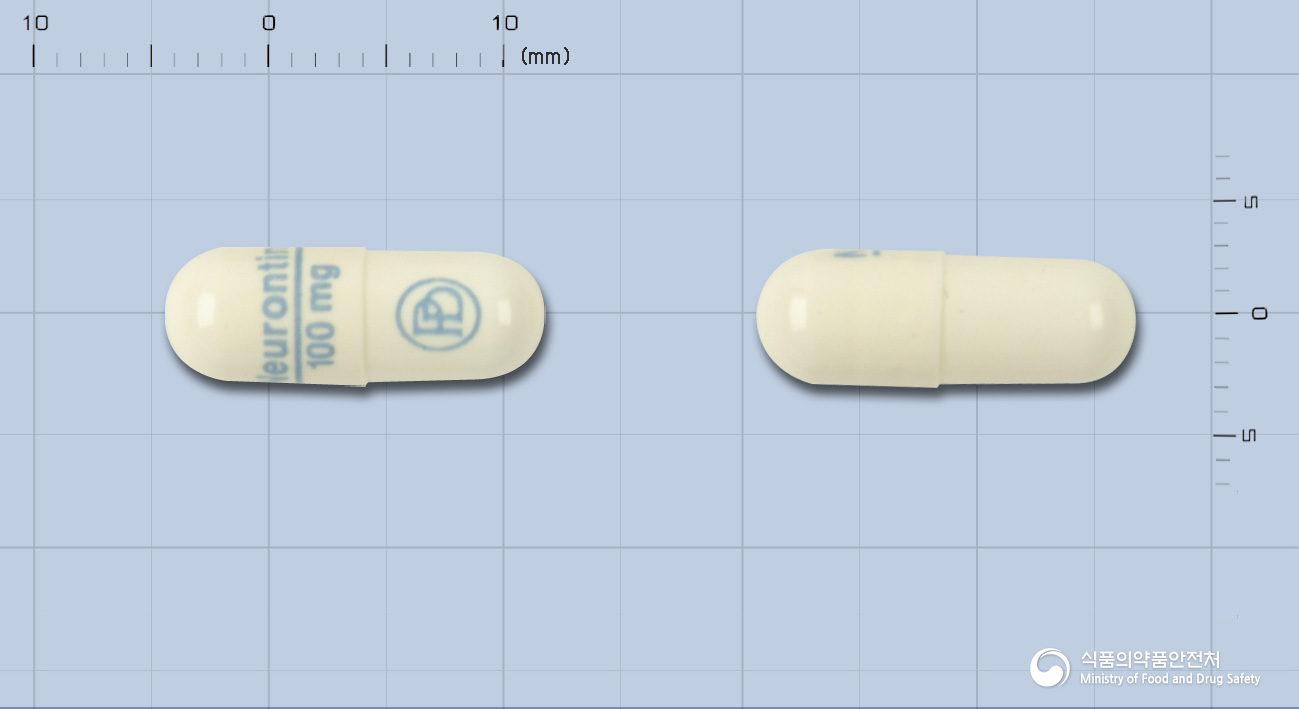 10 0 10
(mm)
eurontin
100 mg
PD
5
0
5
식품의약품안전처
Ministry of Food and Drug Safety